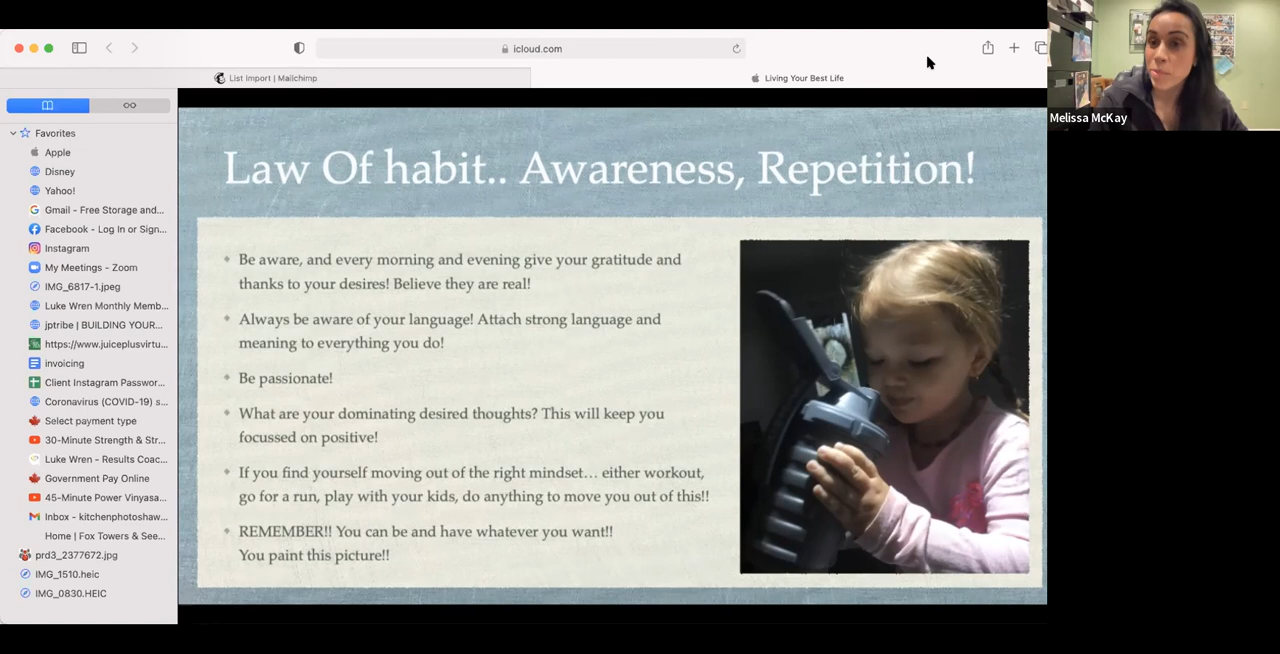 icloud.com
List Import | Mailchimp
Living Your Best Life
Melissa McKay
Favorites
Apple
Disney
Yahoo!
Gmail - Free Storage and...
Facebook - Log In or Sign...
Instagram
My Meetings - Zoom
IMG_6817-1.jpeg
Luke Wren Monthly Memb...
jptribe | BUILDING YOUR...
https://www.juiceplusvirtu...
invoicing
Client Instagram Passwor...
Coronavirus (COVID-19) s...
Select payment type
30-Minute Strength & Str...
Luke Wren - Results Coac...
Government Pay Online
45-Minute Power Vinyasa...
Inbox - kitchenphotoshaw...
Home | Fox Towers & See...
prd3_2377672.jpg
IMG_1510.heic
IMG_0830.HEIC
Law Of habit.. Awareness, Repetition!
Be aware, and every morning and evening give your gratitude and
thanks to your desires! Believe they are real!
Always be aware of your language! Attach strong language and
meaning to everything you do!
Be passionate!
What are your dominating desired thoughts? This will keep you
focussed on positive!
If you find yourself moving out of the right mindset… either workout,
go for a run, play with your kids, do anything to move you out of this!!
REMEMBER!! You can be and have whatever you want!!
You paint this picture!!